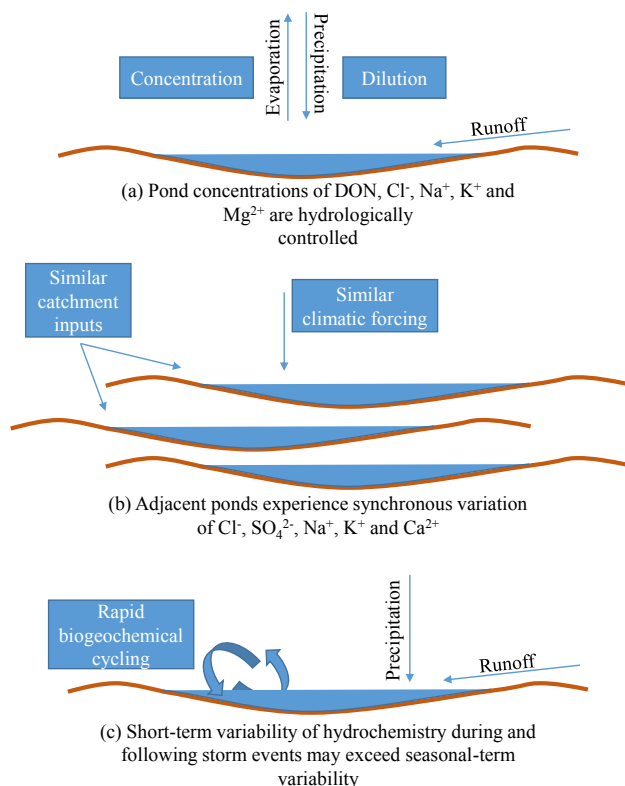 Concentration
Evaporation
Precipitation
Dilution
Runoff
(a) Pond concentrations of DON, Cl⁻, Na⁺, K⁺ and
Mg²⁺ are hydrologically
controlled
Similar
catchment
inputs
Similar
climatic forcing
(b) Adjacent ponds experience synchronous variation
of Cl⁻, SO₄²⁻, Na⁺, K⁺ and Ca²⁺
Rapid
biogeochemical
cycling
Precipitation
Runoff
(c) Short-term variability of hydrochemistry during and
following storm events may exceed seasonal-term
variability